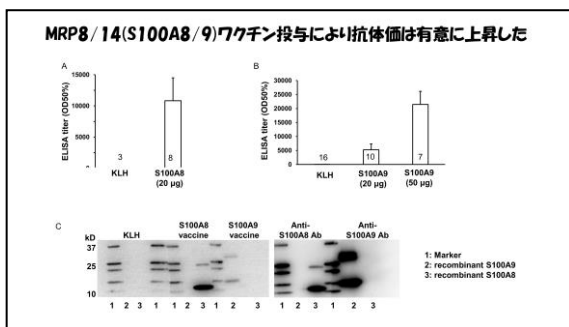 MRP8/14(S100A8/9)ワクチン投与により抗体価は有意に上昇した
A
ELISA titer (OD50%)
15000
10000
5000
0
3
8
KLH
S100A8
(20 μg)
B
ELISA titer (OD50%)
30000
25000
20000
15000
10000
5000
0
16
10
7
KLH
S100A9
(20 μg)
S100A9
(50 μg)
C
kD
KLH
S100A8
vaccine
S100A9
vaccine
Anti-
S100A8 Ab
Anti-
S100A9 Ab
37
25
10
1 2 3 1 1 2 3 1 2 3
1 2 3 1 2 3
1: Marker
2: recombinant S100A9
3: recombinant S100A8